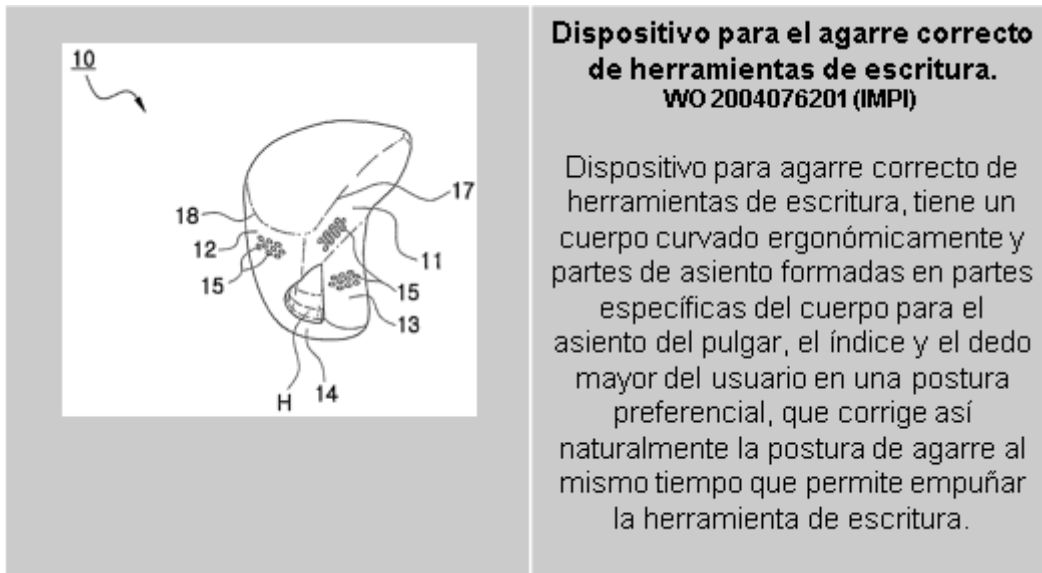 10
17
18
12
11
15
15
13
14
H
Dispositivo para el agarre correcto
de herramientas de escritura.
WO 2004076201 (IMPI)
Dispositivo para agarre correcto de
herramientas de escritura, tiene un
cuerpo curvado ergonómicamente y
partes de asiento formadas en partes
específicas del cuerpo para el
asiento del pulgar, el índice y el dedo
mayor del usuario en una postura
preferencial, que corrige así
naturalmente la postura de agarre al
mismo tiempo que permite empuñar
la herramienta de escritura.